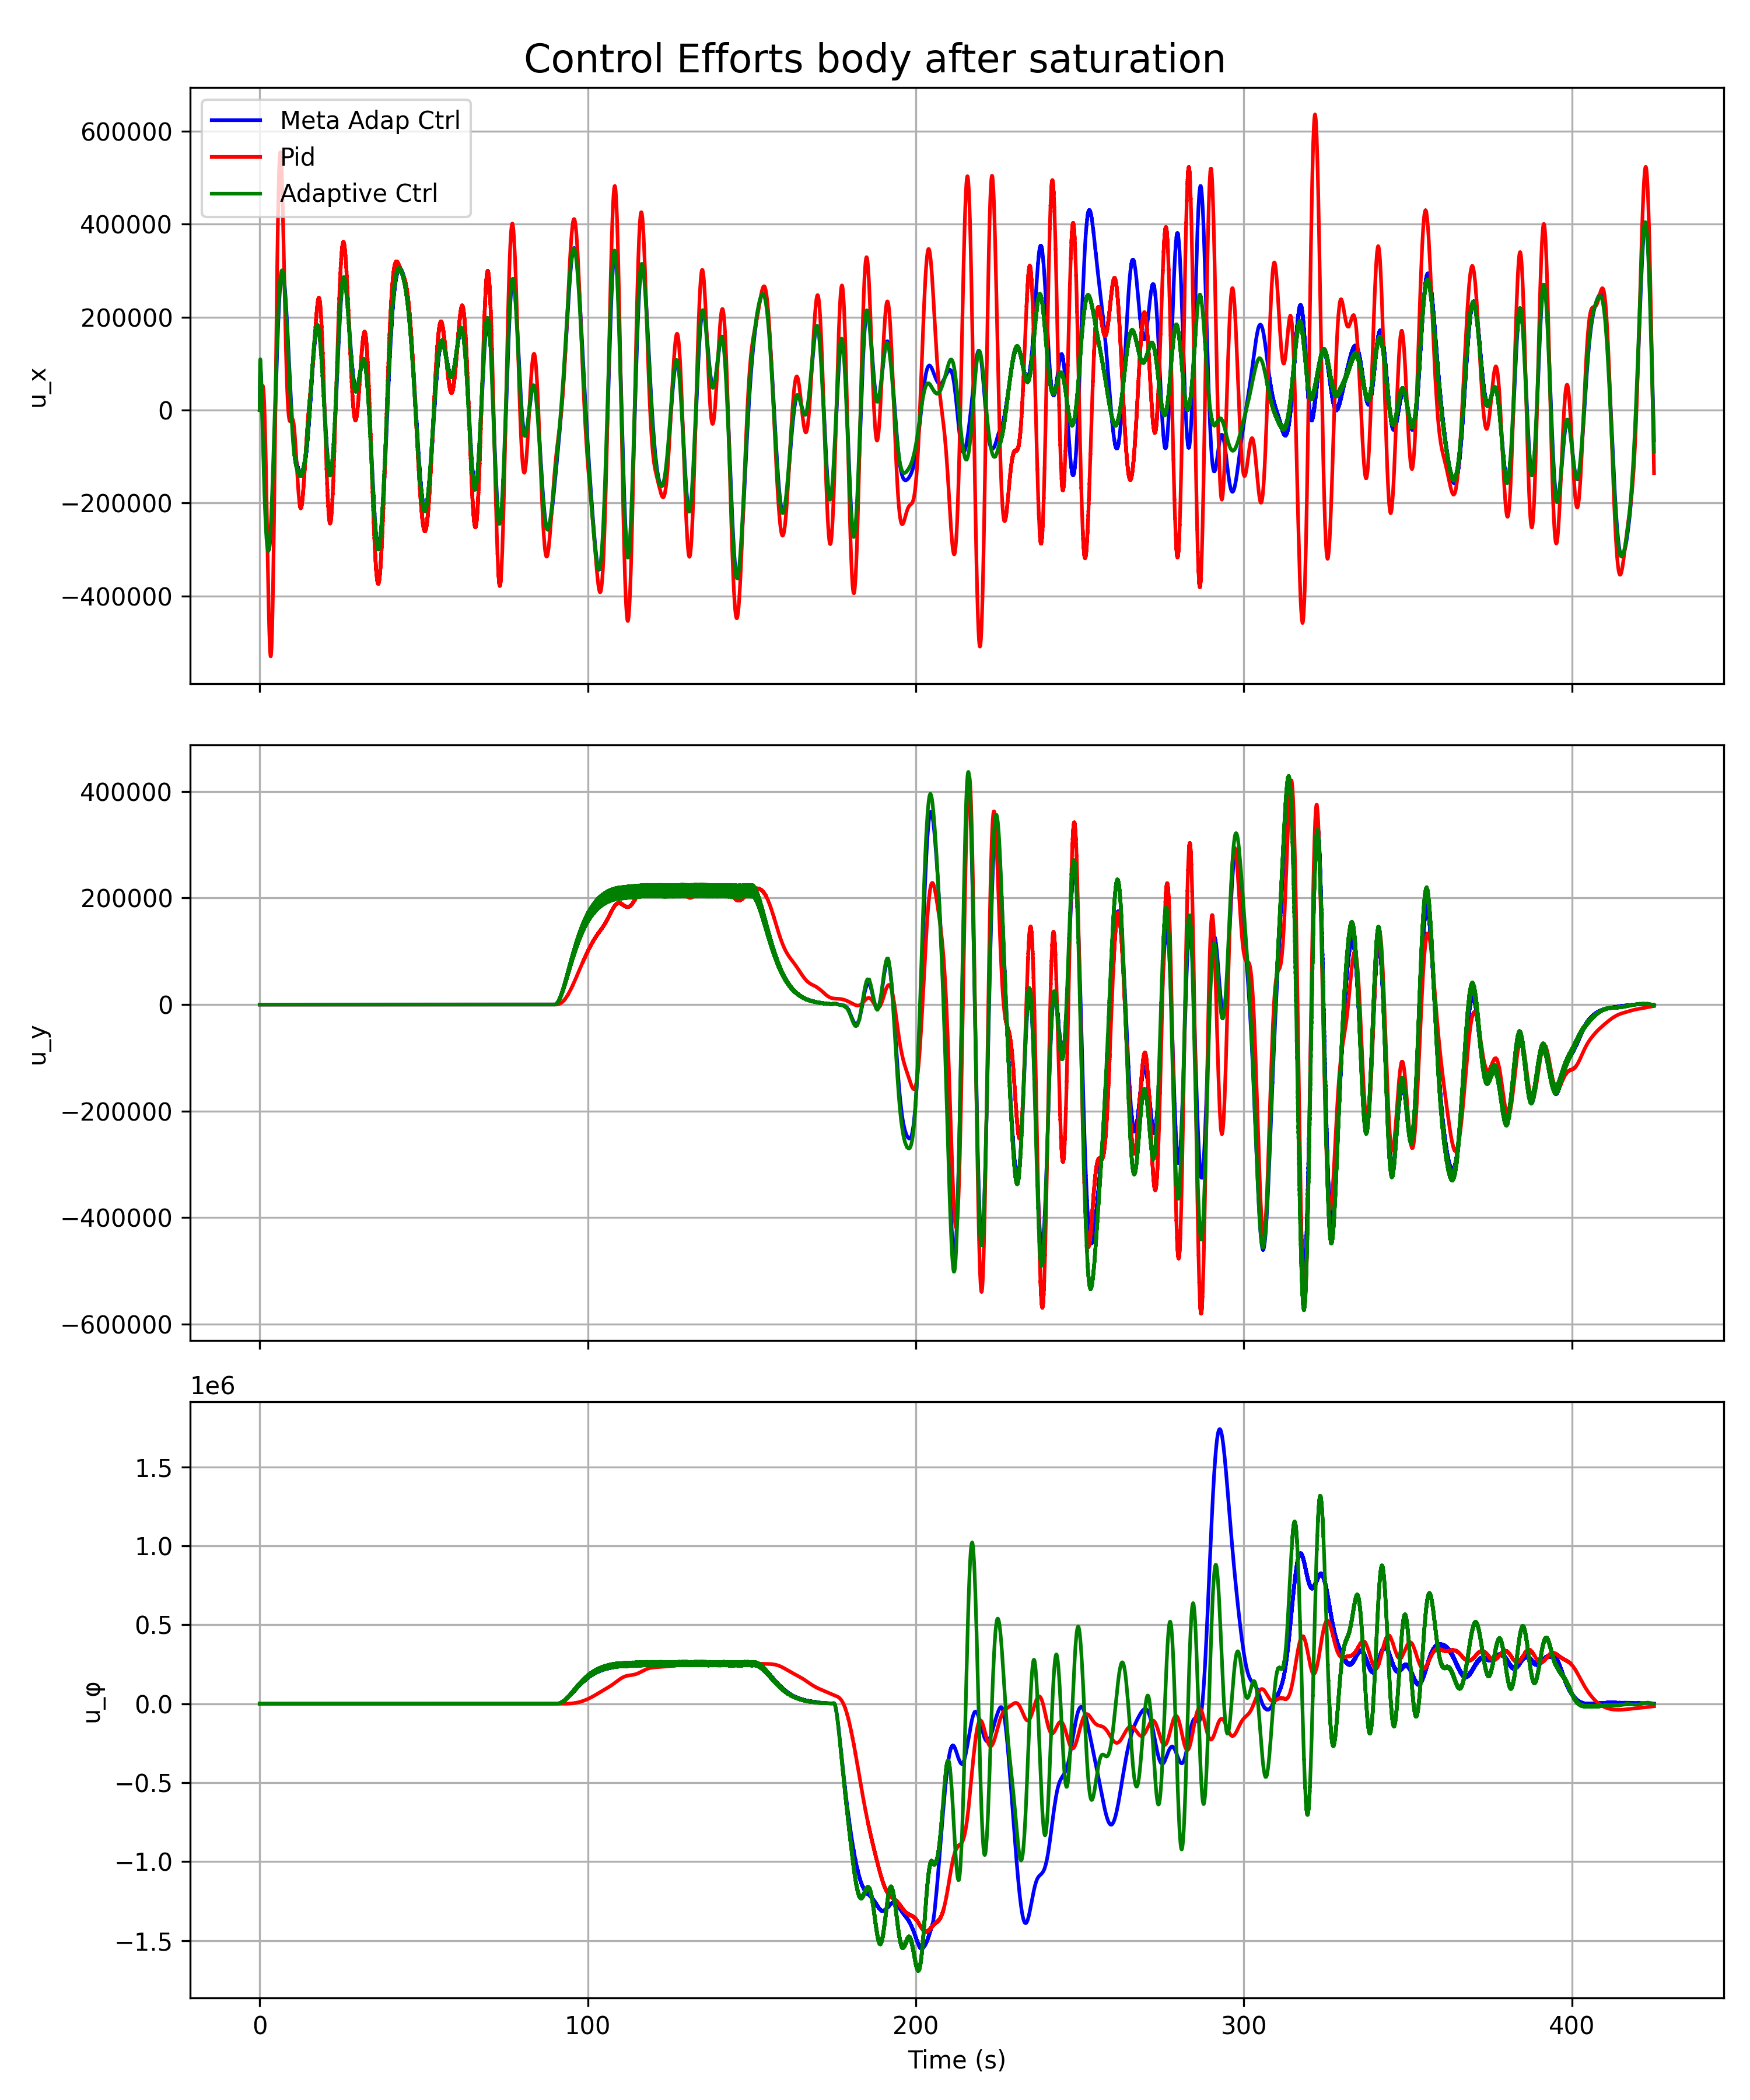 Control Efforts body after saturation
Meta Adap Ctrl
Pid
Adaptive Ctrl
600000
400000
200000
0
−200000
−400000
u_x
400000
200000
0
−200000
−400000
−600000
u_y
1e6
1.5
1.0
0.5
0.0
−0.5
−1.0
−1.5
u_φ
0 100 200 300 400
Time (s)